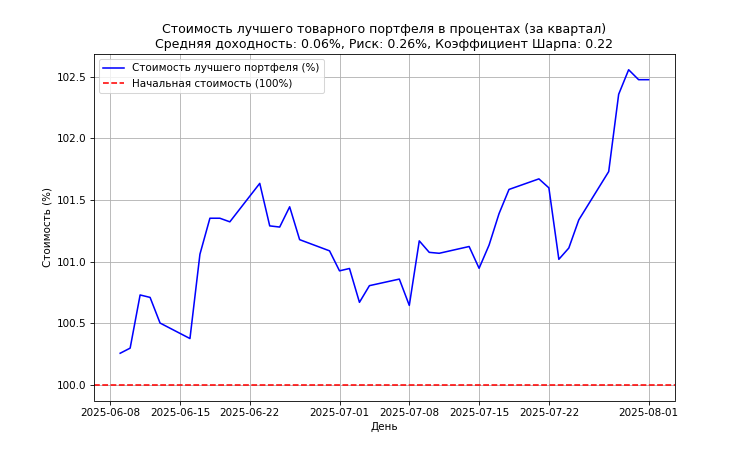 Стоимость лучшего товарного портфеля в процентах (за квартал)
Средняя доходность: 0.06%, Риск: 0.26%, Коэффициент Шарпа: 0.22
Стоимость лучшего портфеля (%)
Начальная стоимость (100%)
Стоимость (%)
102.5
102.0
101.5
101.0
100.5
100.0
2025-06-08
2025-06-15
2025-06-22
2025-07-01
2025-07-08
2025-07-15
2025-07-22
2025-08-01
День